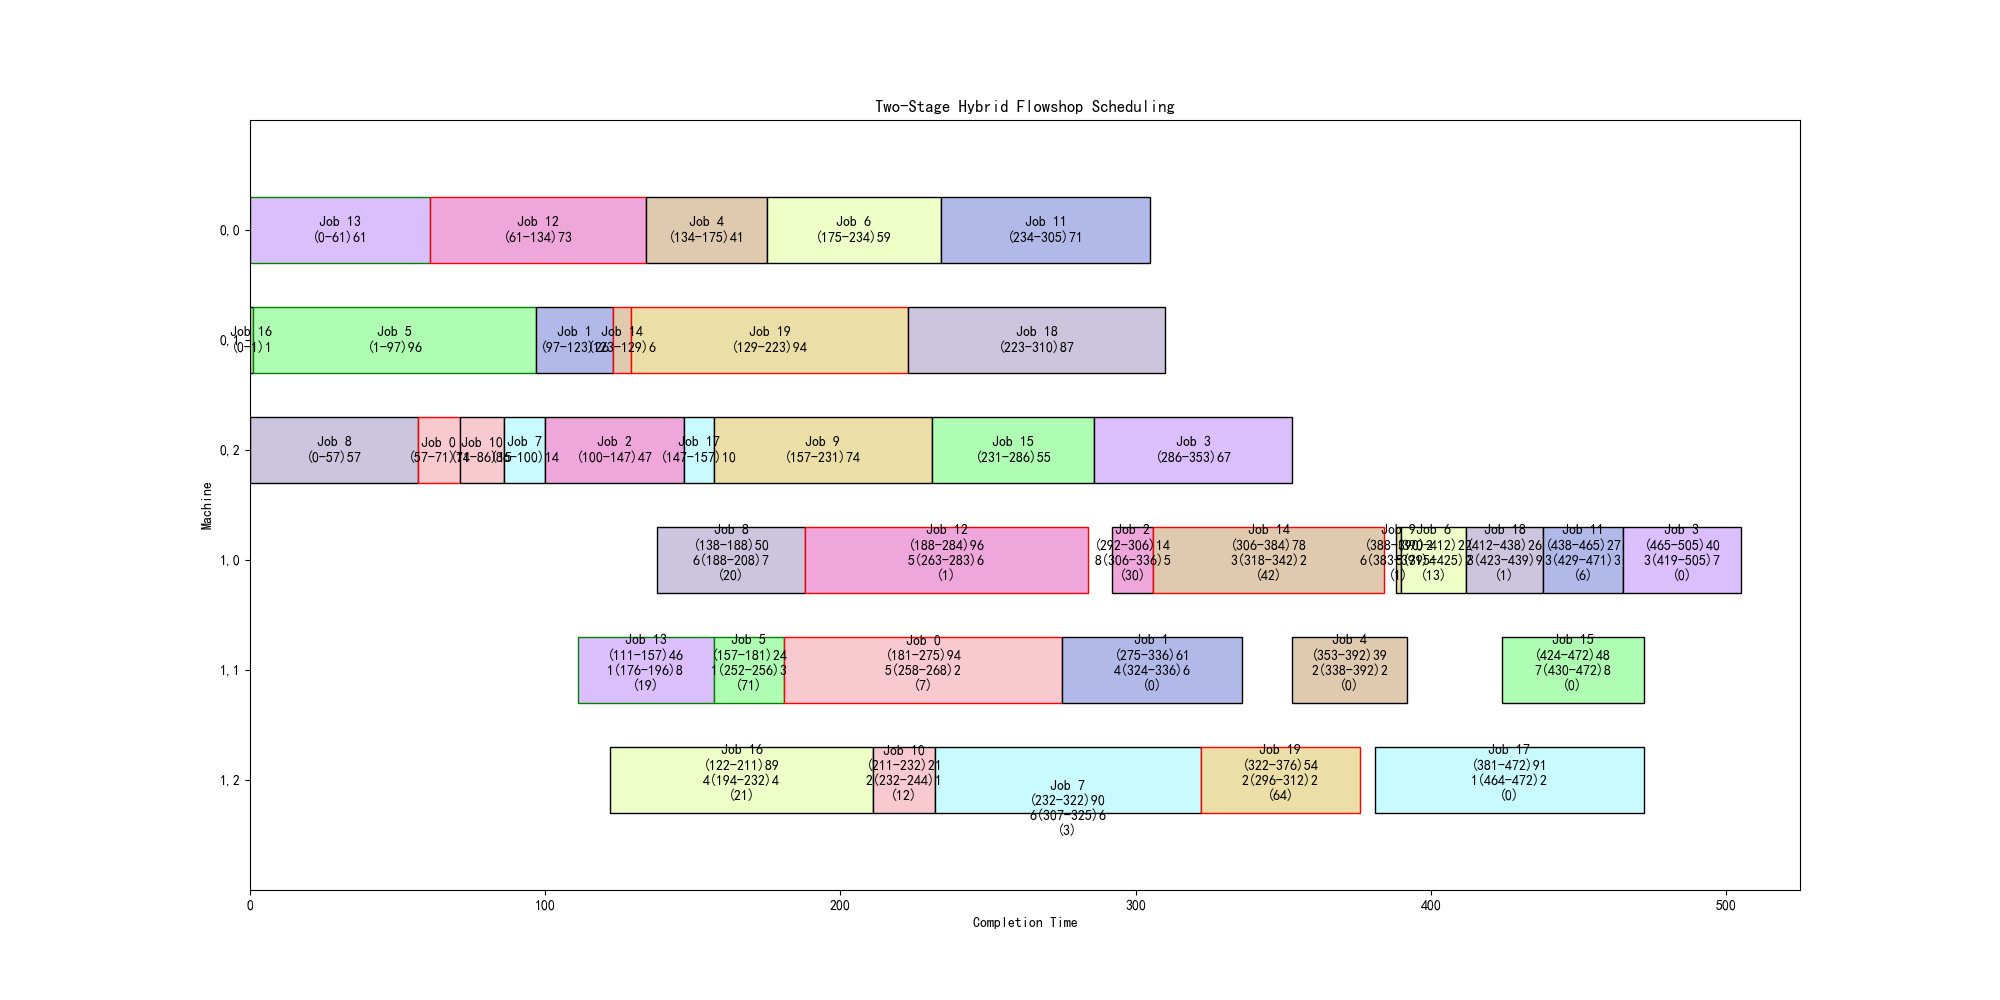 Two-Stage Hybrid Flowshop Scheduling
0,0
Job 13
(0-61)61
Job 12
(61-134)73
Job 4
(134-175)41
Job 6
(175-234)59
Job 11
(234-305)71
0,1
Job 16
(0-1)1
Job 5
(1-97)96
Job 1
(97-123)26
Job 14
(123-129)6
Job 19
(129-223)94
Job 18
(223-310)87
0,2
Job 8
(0-57)57
Job 0
(57-71)14
Job 10
(71-86)15
Job 7
(86-100)14
Job 2
(100-147)47
Job 17
(147-157)10
Job 9
(157-231)74
Job 15
(231-286)55
Job 3
(286-353)67
1,0
Job 8
(138-188)50
6(188-208)7
(20)
Job 12
(188-284)96
5(263-283)6
(1)
Job 2
(292-306)14
8(306-336)5
(30)
Job 14
(306-384)78
3(318-342)2
(42)
Job 9
(388-390)2
(1)
Job 6
(390-412)22
(13)
Job 18
(412-438)26
(1)
Job 11
(438-465)27
3(429-471)3
(6)
Job 3
(465-505)40
3(419-505)7
(0)
1,1
Job 13
(111-157)46
1(176-196)8
(19)
Job 5
(157-181)24
1(252-256)3
(71)
Job 0
(181-275)94
5(258-268)2
(7)
Job 1
(275-336)61
4(324-336)6
(0)
Job 4
(353-392)39
2(338-392)2
(0)
Job 15
(424-472)48
7(430-472)8
(0)
1,2
Job 16
(122-211)89
4(194-232)4
(21)
Job 10
(211-232)21
2(232-244)1
(12)
Job 7
(232-322)90
6(307-325)6
(3)
Job 19
(322-376)54
2(296-312)2
(64)
Job 17
(381-472)91
1(464-472)2
(0)
Machine
0
100
200
300
400
500
Completion Time